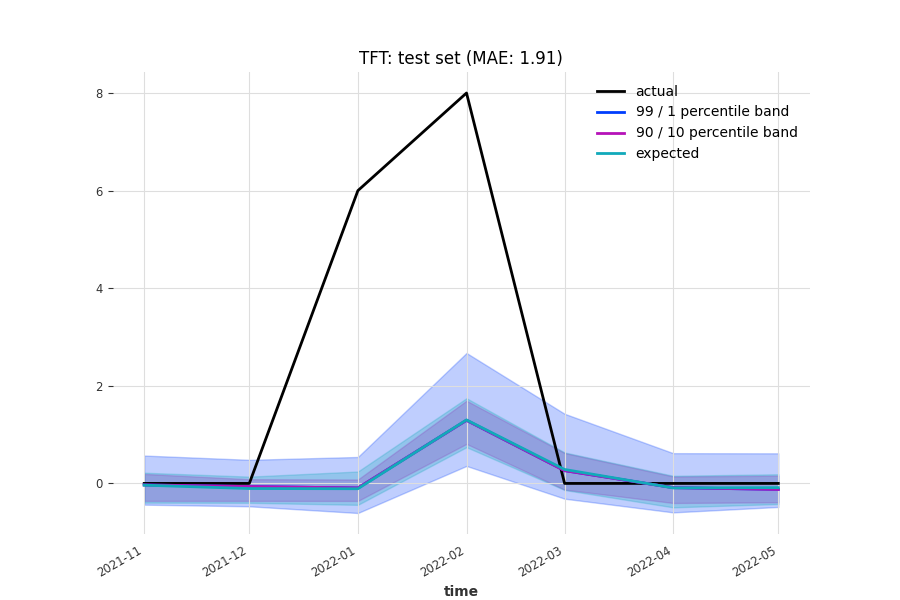 TFT: test set (MAE: 1.91)
actual
99 / 1 percentile band
90 / 10 percentile band
expected
8
6
4
2
0
2021-11
2021-12
2022-01
2022-02
2022-03
2022-04
2022-05
time